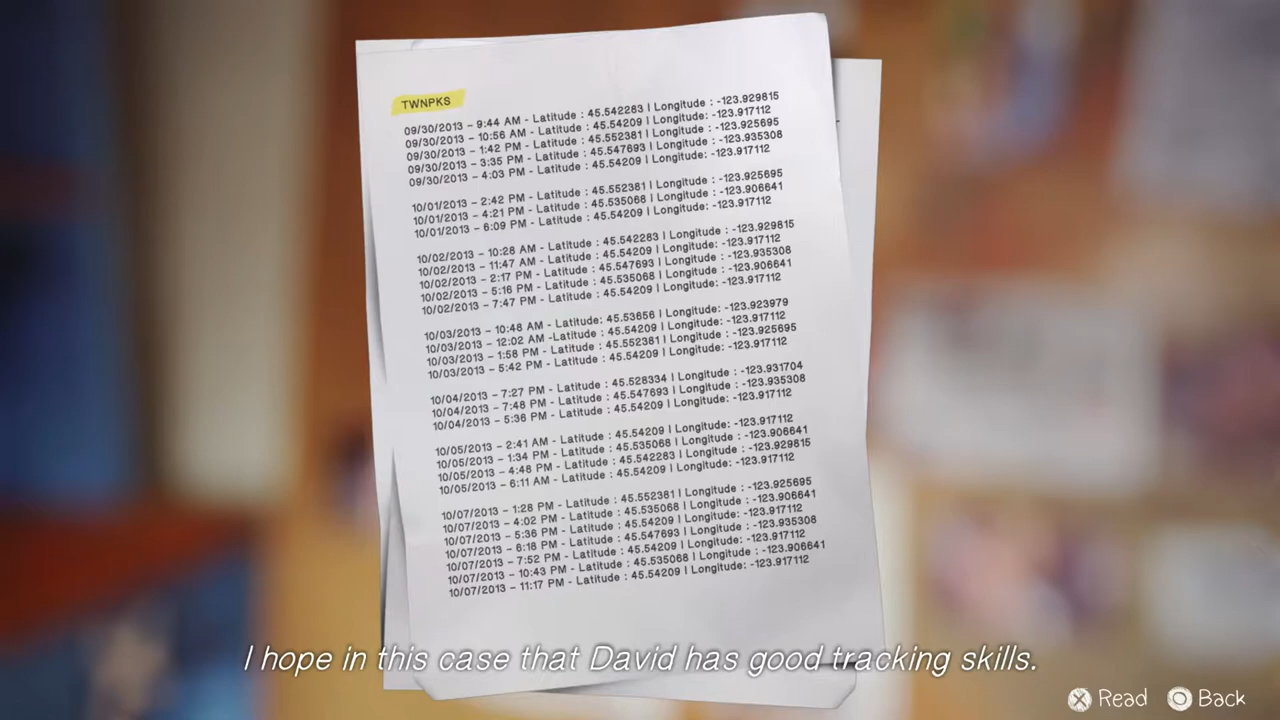 TWNPKS
09/30/2013 - 9:44 AM - Latitude : 45.542283 | Longitude : -123.929815
09/30/2013 - 10:56 AM - Latitude : 45.54209 | Longitude : -123.917112
09/30/2013 - 1:42 PM - Latitude : 45.552381 | Longitude : -123.925695
09/30/2013 - 3:35 PM - Latitude : 45.547693 | Longitude : -123.935308
09/30/2013 - 4:03 PM - Latitude : 45.54209 | Longitude: -123.917112
10/01/2013 - 2:42 PM - Latitude : 45.552381 | Longitude : -123.925695
10/01/2013 - 4:21 PM - Latitude : 45.535068 | Longitude : -123.906641
10/01/2013 - 6:09 PM - Latitude : 45.54209 | Longitude: -123.917112
10/02/2013 - 10:28 AM - Latitude : 45.542283 | Longitude : -123.929815
10/02/2013 - 11:47 AM - Latitude : 45.54209 | Longitude: -123.917112
10/02/2013 - 2:17 PM - Latitude : 45.547693 | Longitude : -123.935308
10/02/2013 - 5:16 PM - Latitude : 45.535068 | Longitude : -123.906641
10/02/2013 - 7:47 PM - Latitude : 45.54209 | Longitude: -123.917112
10/03/2013 - 10:48 AM - Latitude: 45.53656 | Longitude: -123.923979
10/03/2013 - 12:02 AM -Latitude : 45.54209 | Longitude: -123.917112
10/03/2013 - 1:58 PM - Latitude : 45.552381 | Longitude : -123.925695
10/03/2013 - 5:42 PM - Latitude : 45.54209 | Longitude: -123.917112
10/04/2013 - 7:27 PM - Latitude : 45.528334 | Longitude : -123.931704
10/04/2013 - 7:48 PM - Latitude : 45.547693 | Longitude : -123.935308
10/04/2013 - 5:36 PM - Latitude : 45.54209 | Longitude: -123.917112
10/05/2013 - 2:41 AM - Latitude : 45.54209 | Longitude: -123.917112
10/05/2013 - 1:34 PM - Latitude : 45.535068 | Longitude : -123.906641
10/05/2013 - 4:48 PM - Latitude : 45.542283 | Longitude : -123.929815
10/05/2013 - 6:11 AM - Latitude : 45.54209 | Longitude: -123.917112
10/07/2013 - 1:28 PM - Latitude : 45.552381 | Longitude : -123.925695
10/07/2013 - 4:02 PM - Latitude : 45.535068 | Longitude : -123.906641
10/07/2013 - 5:36 PM - Latitude : 45.54209 | Longitude: -123.917112
10/07/2013 - 6:18 PM - Latitude : 45.547693 | Longitude : -123.935308
10/07/2013 - 7:52 PM - Latitude : 45.54209 | Longitude: -123.917112
10/07/2013 - 10:43 PM - Latitude : 45.535068 | Longitude : -123.906641
10/07/2013 - 11:17 PM - Latitude : 45.54209 | Longitude: -123.917112
I hope in this case that David has good tracking skills.
Read Back